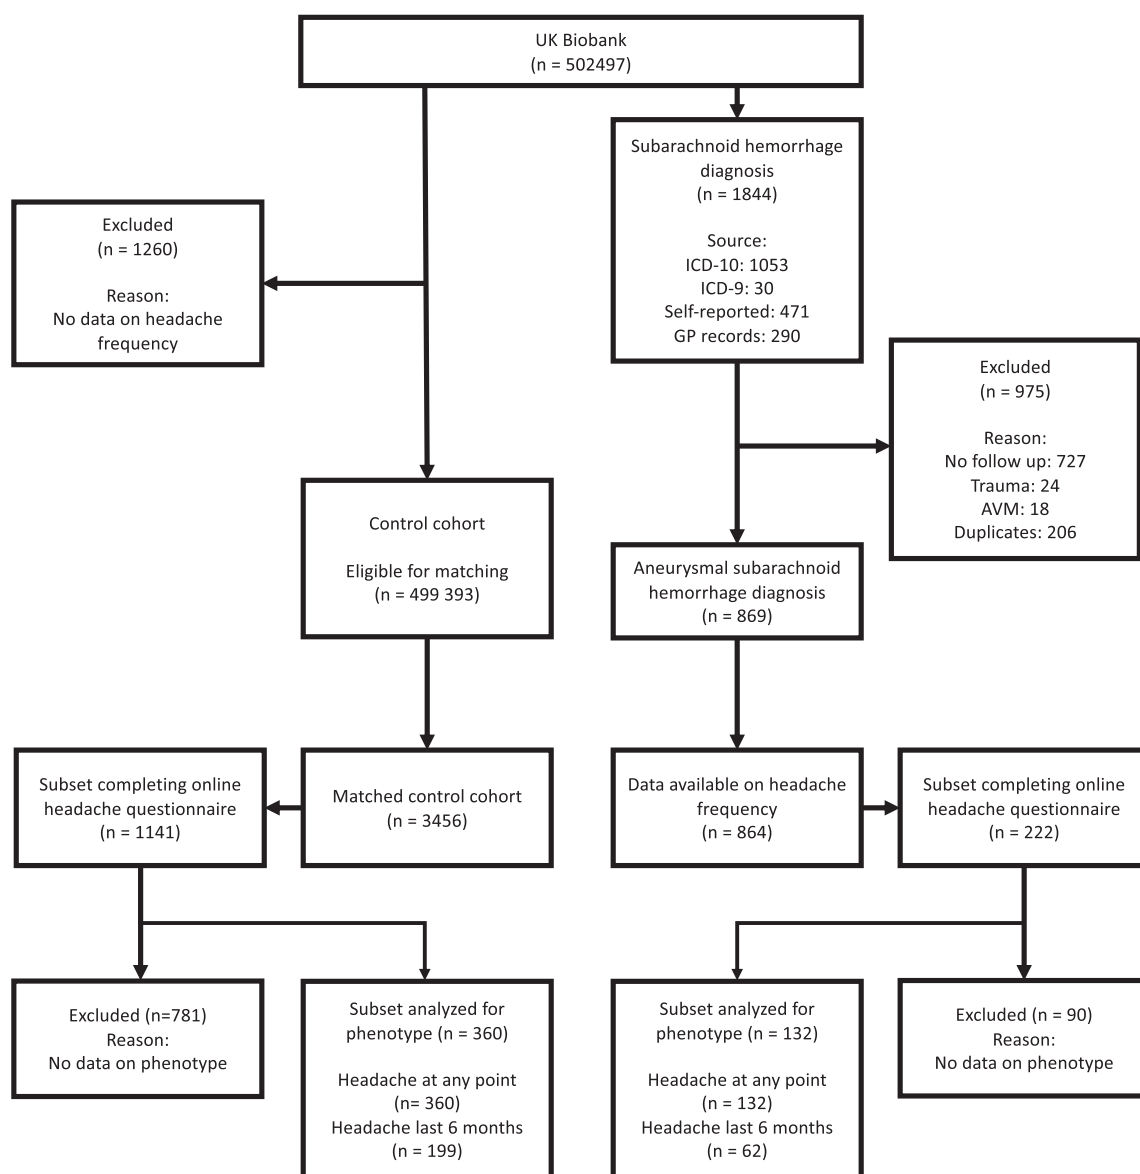 UK Biobank
(n = 502497)
Subarachnoid hemorrhage
diagnosis
(n = 1844)
Source:
ICD-10: 1053
ICD-9: 30
Self-reported: 471
GP records: 290
Excluded
(n = 1260)
Reason:
No data on headache
frequency
Excluded
(n = 975)
Reason:
No follow up: 727
Trauma: 24
AVM: 18
Duplicates: 206
Control cohort
Eligible for matching
(n = 499 393)
Aneurysmal subarachnoid
hemorrhage diagnosis
(n = 869)
Subset completing online
headache questionnaire
(n = 1141)
Matched control cohort
(n = 3456)
Data available on headache
frequency
(n = 864)
Subset completing online
headache questionnaire
(n = 222)
Excluded (n=781)
Reason:
No data on phenotype
Subset analyzed for
phenotype (n = 360)
Headache at any point
(n= 360)
Headache last 6 months
(n = 199)
Subset analyzed for
phenotype (n = 132)
Headache at any point
(n = 132)
Headache last 6 months
(n = 62)
Excluded (n = 90)
Reason:
No data on phenotype